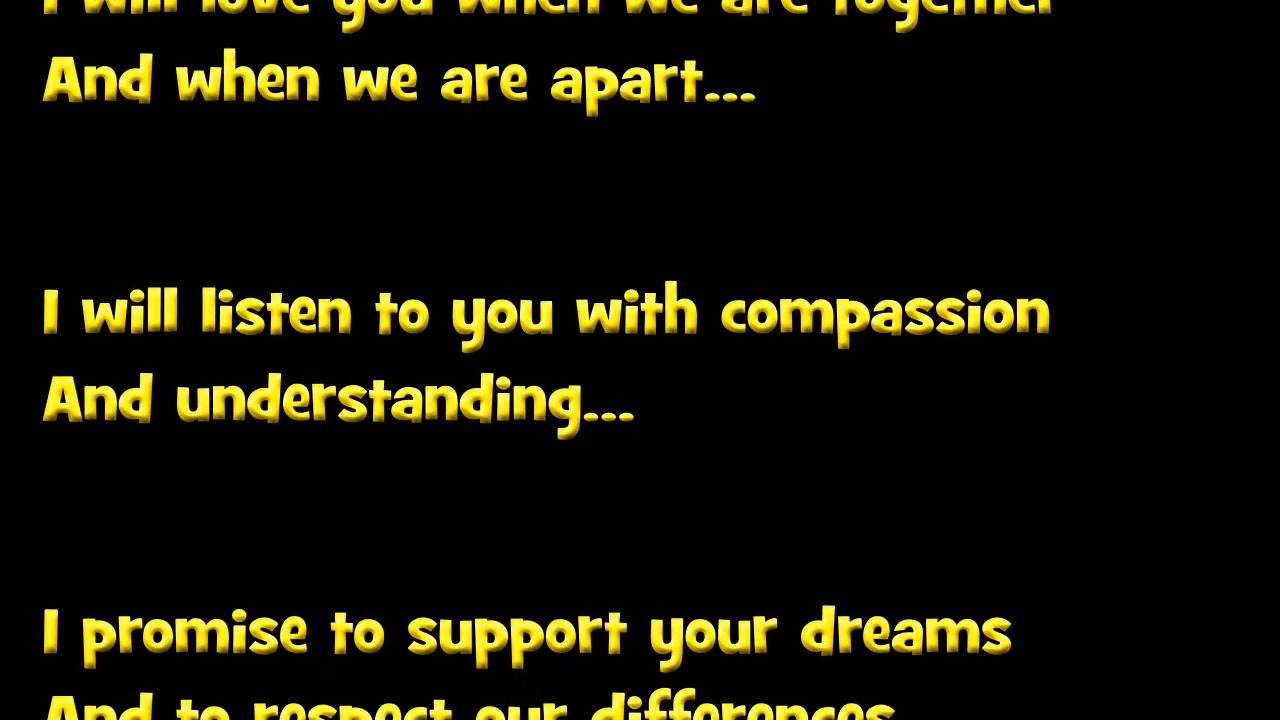 I will love you when we are together
And when we are apart...
I will listen to you with compassion
And understanding...
I promise to support your dreams
And to respect our differences